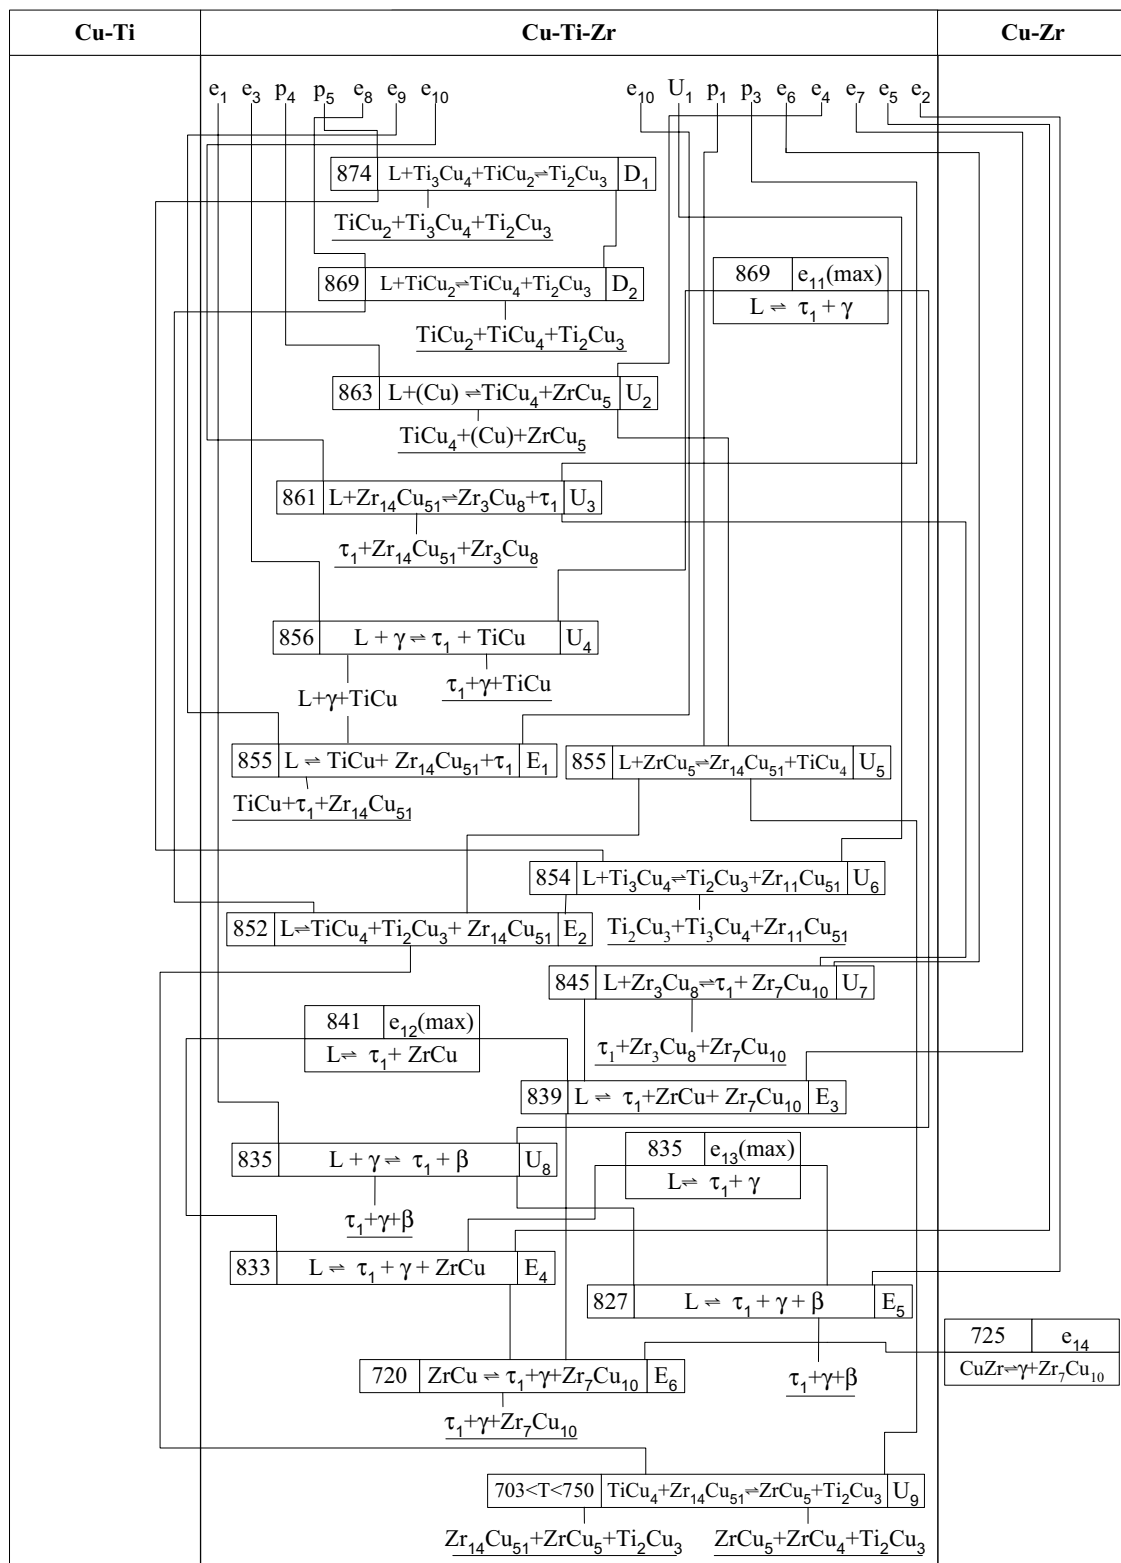 Cu-Ti Cu-Ti-Zr Cu-Zr
e₁ e₃ p₄ p₅ e₈ e₉ e₁₀ e₁₀ U₁ p₁ p₃ e₆ e₄ e₇ e₅ e₂
874 L+Ti₃Cu₄+TiCu₂⇌Ti₂Cu₃ D₁
TiCu₂+Ti₃Cu₄+Ti₂Cu₃
869 e₁₁(max)
L ⇌ τ₁ + γ
869 L+TiCu₂⇌TiCu₄+Ti₂Cu₃ D₂
TiCu₂+TiCu₄+Ti₂Cu₃
863 L+(Cu) ⇌TiCu₄+ZrCu₅ U₂
TiCu₄+(Cu)+ZrCu₅
861 L+Zr₁₄Cu₅₁⇌Zr₃Cu₈+τ₁ U₃
τ₁+Zr₁₄Cu₅₁+Zr₃Cu₈
856 L + γ ⇌ τ₁ + TiCu U₄
L+γ+TiCu τ₁+γ+TiCu
855 L ⇌ TiCu+ Zr₁₄Cu₅₁+τ₁ E₁ 855 L+ZrCu₅⇌Zr₁₄Cu₅₁+TiCu₄ U₅
TiCu+τ₁+Zr₁₄Cu₅₁
854 L+Ti₃Cu₄⇌Ti₂Cu₃+Zr₁₁Cu₅₁ U₆
852 L⇌TiCu₄+Ti₂Cu₃+ Zr₁₄Cu₅₁ E₂ Ti₂Cu₃+Ti₃Cu₄+Zr₁₁Cu₅₁
845 L+Zr₃Cu₈⇌τ₁+ Zr₇Cu₁₀ U₇
841 e₁₂(max)
L⇌ τ₁+ ZrCu τ₁+Zr₃Cu₈+Zr₇Cu₁₀
839 L ⇌ τ₁+ZrCu+ Zr₇Cu₁₀ E₃
835 L + γ ⇌ τ₁ + β U₈ 835 e₁₃(max)
L⇌ τ₁+ γ
τ₁+γ+β
833 L ⇌ τ₁ + γ + ZrCu E₄
827 L ⇌ τ₁ + γ + β E₅
725 e₁₄
CuZr⇌γ+Zr₇Cu₁₀
720 ZrCu ⇌ τ₁+γ+Zr₇Cu₁₀ E₆ τ₁+γ+β
τ₁+γ+Zr₇Cu₁₀
703<T<750 TiCu₄+Zr₁₄Cu₅₁⇌ZrCu₅+Ti₂Cu₃ U₉
Zr₁₄Cu₅₁+ZrCu₅+Ti₂Cu₃ ZrCu₅+ZrCu₄+Ti₂Cu₃